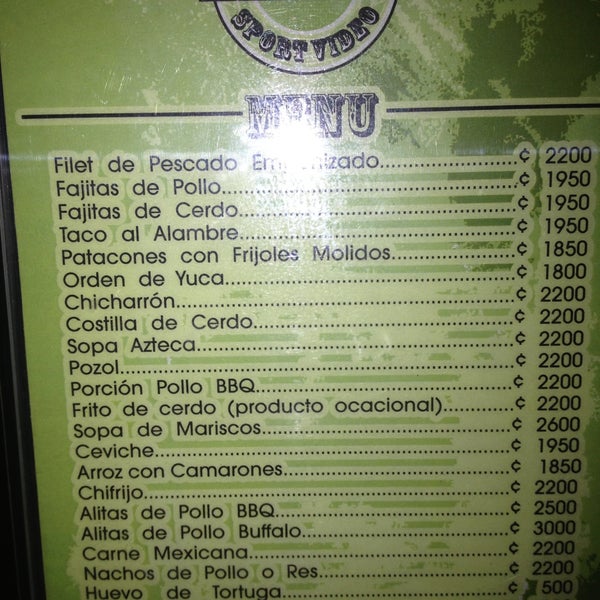 SPORT VIDEO
MENU
Filet de Pescado Empanizado ¢ 2200
Fajitas de Pollo ¢ 1950
Fajitas de Cerdo ¢ 1950
Taco al Alambre ¢ 1950
Patacones con Frijoles Molidos ¢ 1850
Orden de Yuca ¢ 1800
Chicharrón ¢ 2200
Costilla de Cerdo ¢ 2200
Sopa Azteca ¢ 2200
Pozol ¢ 2200
Porción Pollo BBQ ¢ 2200
Frito de cerdo (producto ocacional) ¢ 2200
Sopa de Mariscos ¢ 2600
Ceviche ¢ 1950
Arroz con Camarones ¢ 1850
Chifrijo ¢ 2200
Alitas de Pollo BBQ ¢ 2500
Alitas de Pollo Buffalo ¢ 3000
Carne Mexicana ¢ 2200
Nachos de Pollo o Res ¢ 2200
Huevo de Tortuga ¢ 500